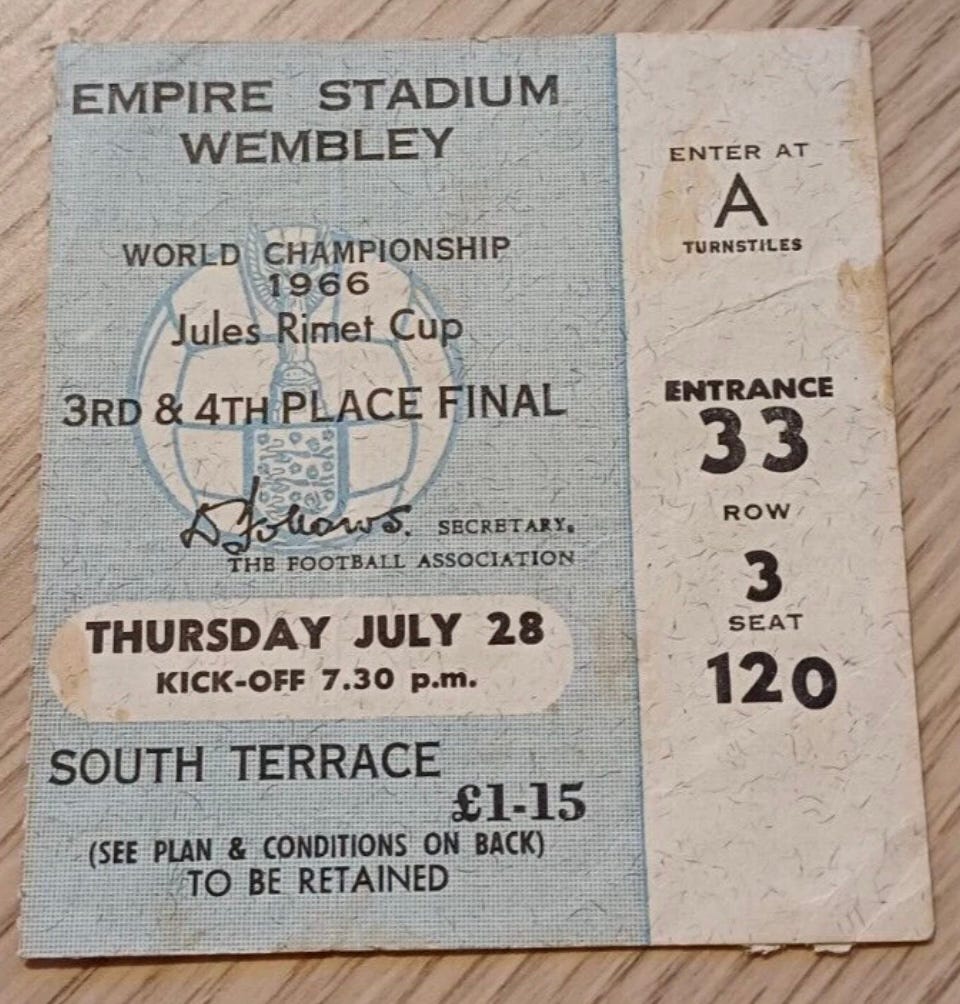 EMPIRE STADIUM
WEMBLEY
WORLD CHAMPIONSHIP
1966
Jules Rimet Cup
3RD & 4TH PLACE FINAL
D Follows. SECRETARY.
THE FOOTBALL ASSOCIATION
THURSDAY JULY 28
KICK-OFF 7.30 p.m.
SOUTH TERRACE
£1-15
(SEE PLAN & CONDITIONS ON BACK)
TO BE RETAINED
ENTER AT
A
TURNSTILES
ENTRANCE
33
ROW
3
SEAT
120